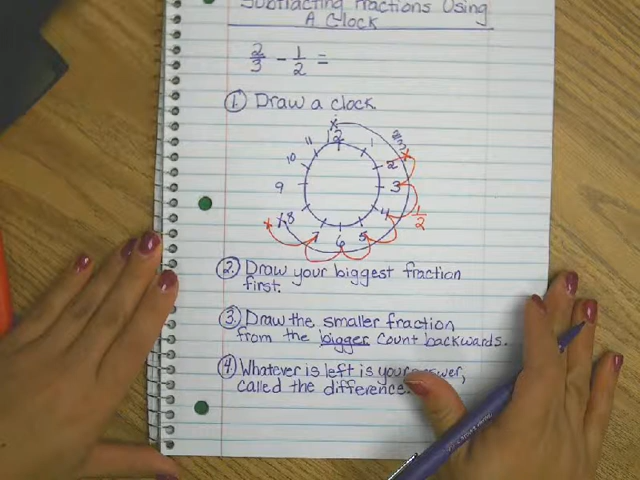 Subtracting Fractions Using
A Clock
2/3 - 1/2 =
① Draw a clock.
12
11
1
10
2
2/3
9
3
8
4
1/2
7
6
5
② Draw your biggest fraction
first.
③ Draw the smaller fraction
from the bigger count backwards.
④ Whatever is left is your answer,
called the difference.